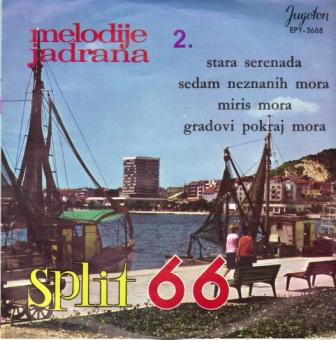 melodije
jadrana
2.
Jugoton
EPY-3688
stara serenada
sedam neznanih mora
miris mora
gradovi pokraj mora
split 66